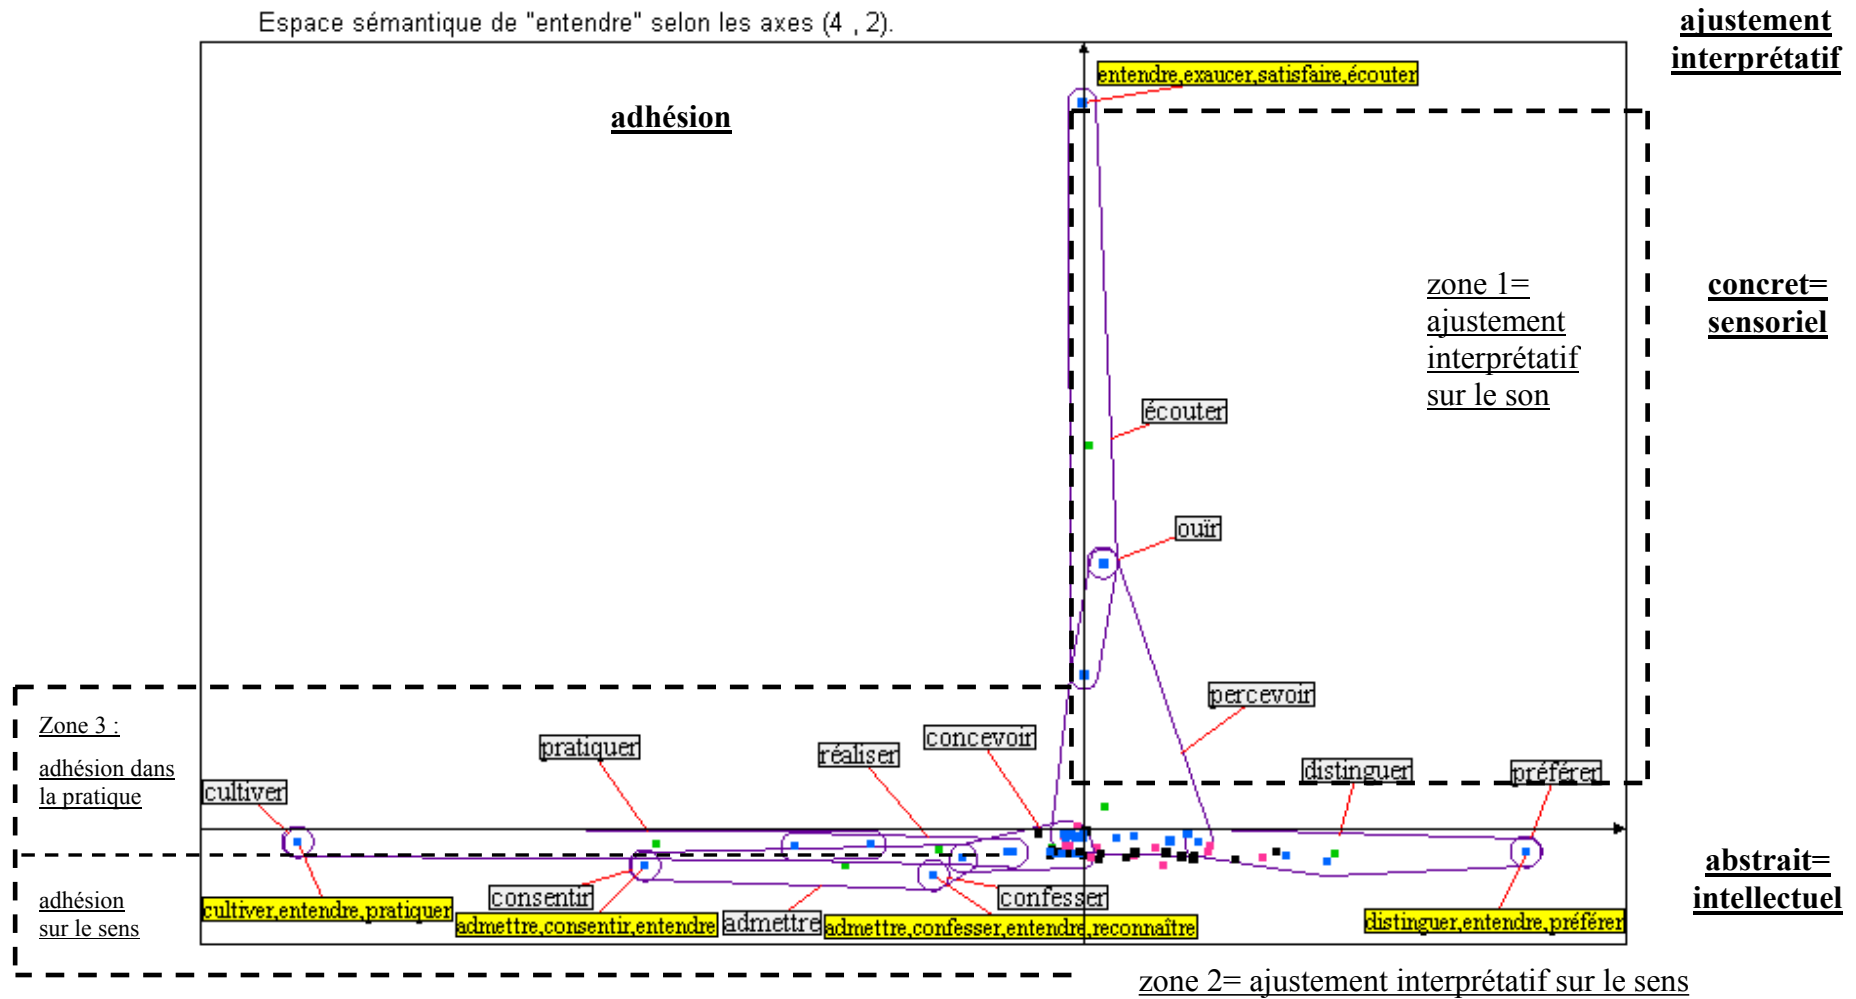 Espace sémantique de "entendre" selon les axes (4 , 2).
ajustement
interprétatif
entendre,exaucer,satisfaire,écouter
adhésion
zone 1=
ajustement
interprétatif
sur le son
concret=
sensoriel
écouter
ouïr
percevoir
Zone 3 :
adhésion dans
la pratique
pratiquer
réaliser
concevoir
distinguer
préférer
cultiver
abstrait=
intellectuel
consentir
confesser
adhésion
sur le sens
cultiver,entendre,pratiquer
admettre,consentir,entendre
admettre
admettre,confesser,entendre,reconnaître
distinguer,entendre,préférer
zone 2= ajustement interprétatif sur le sens